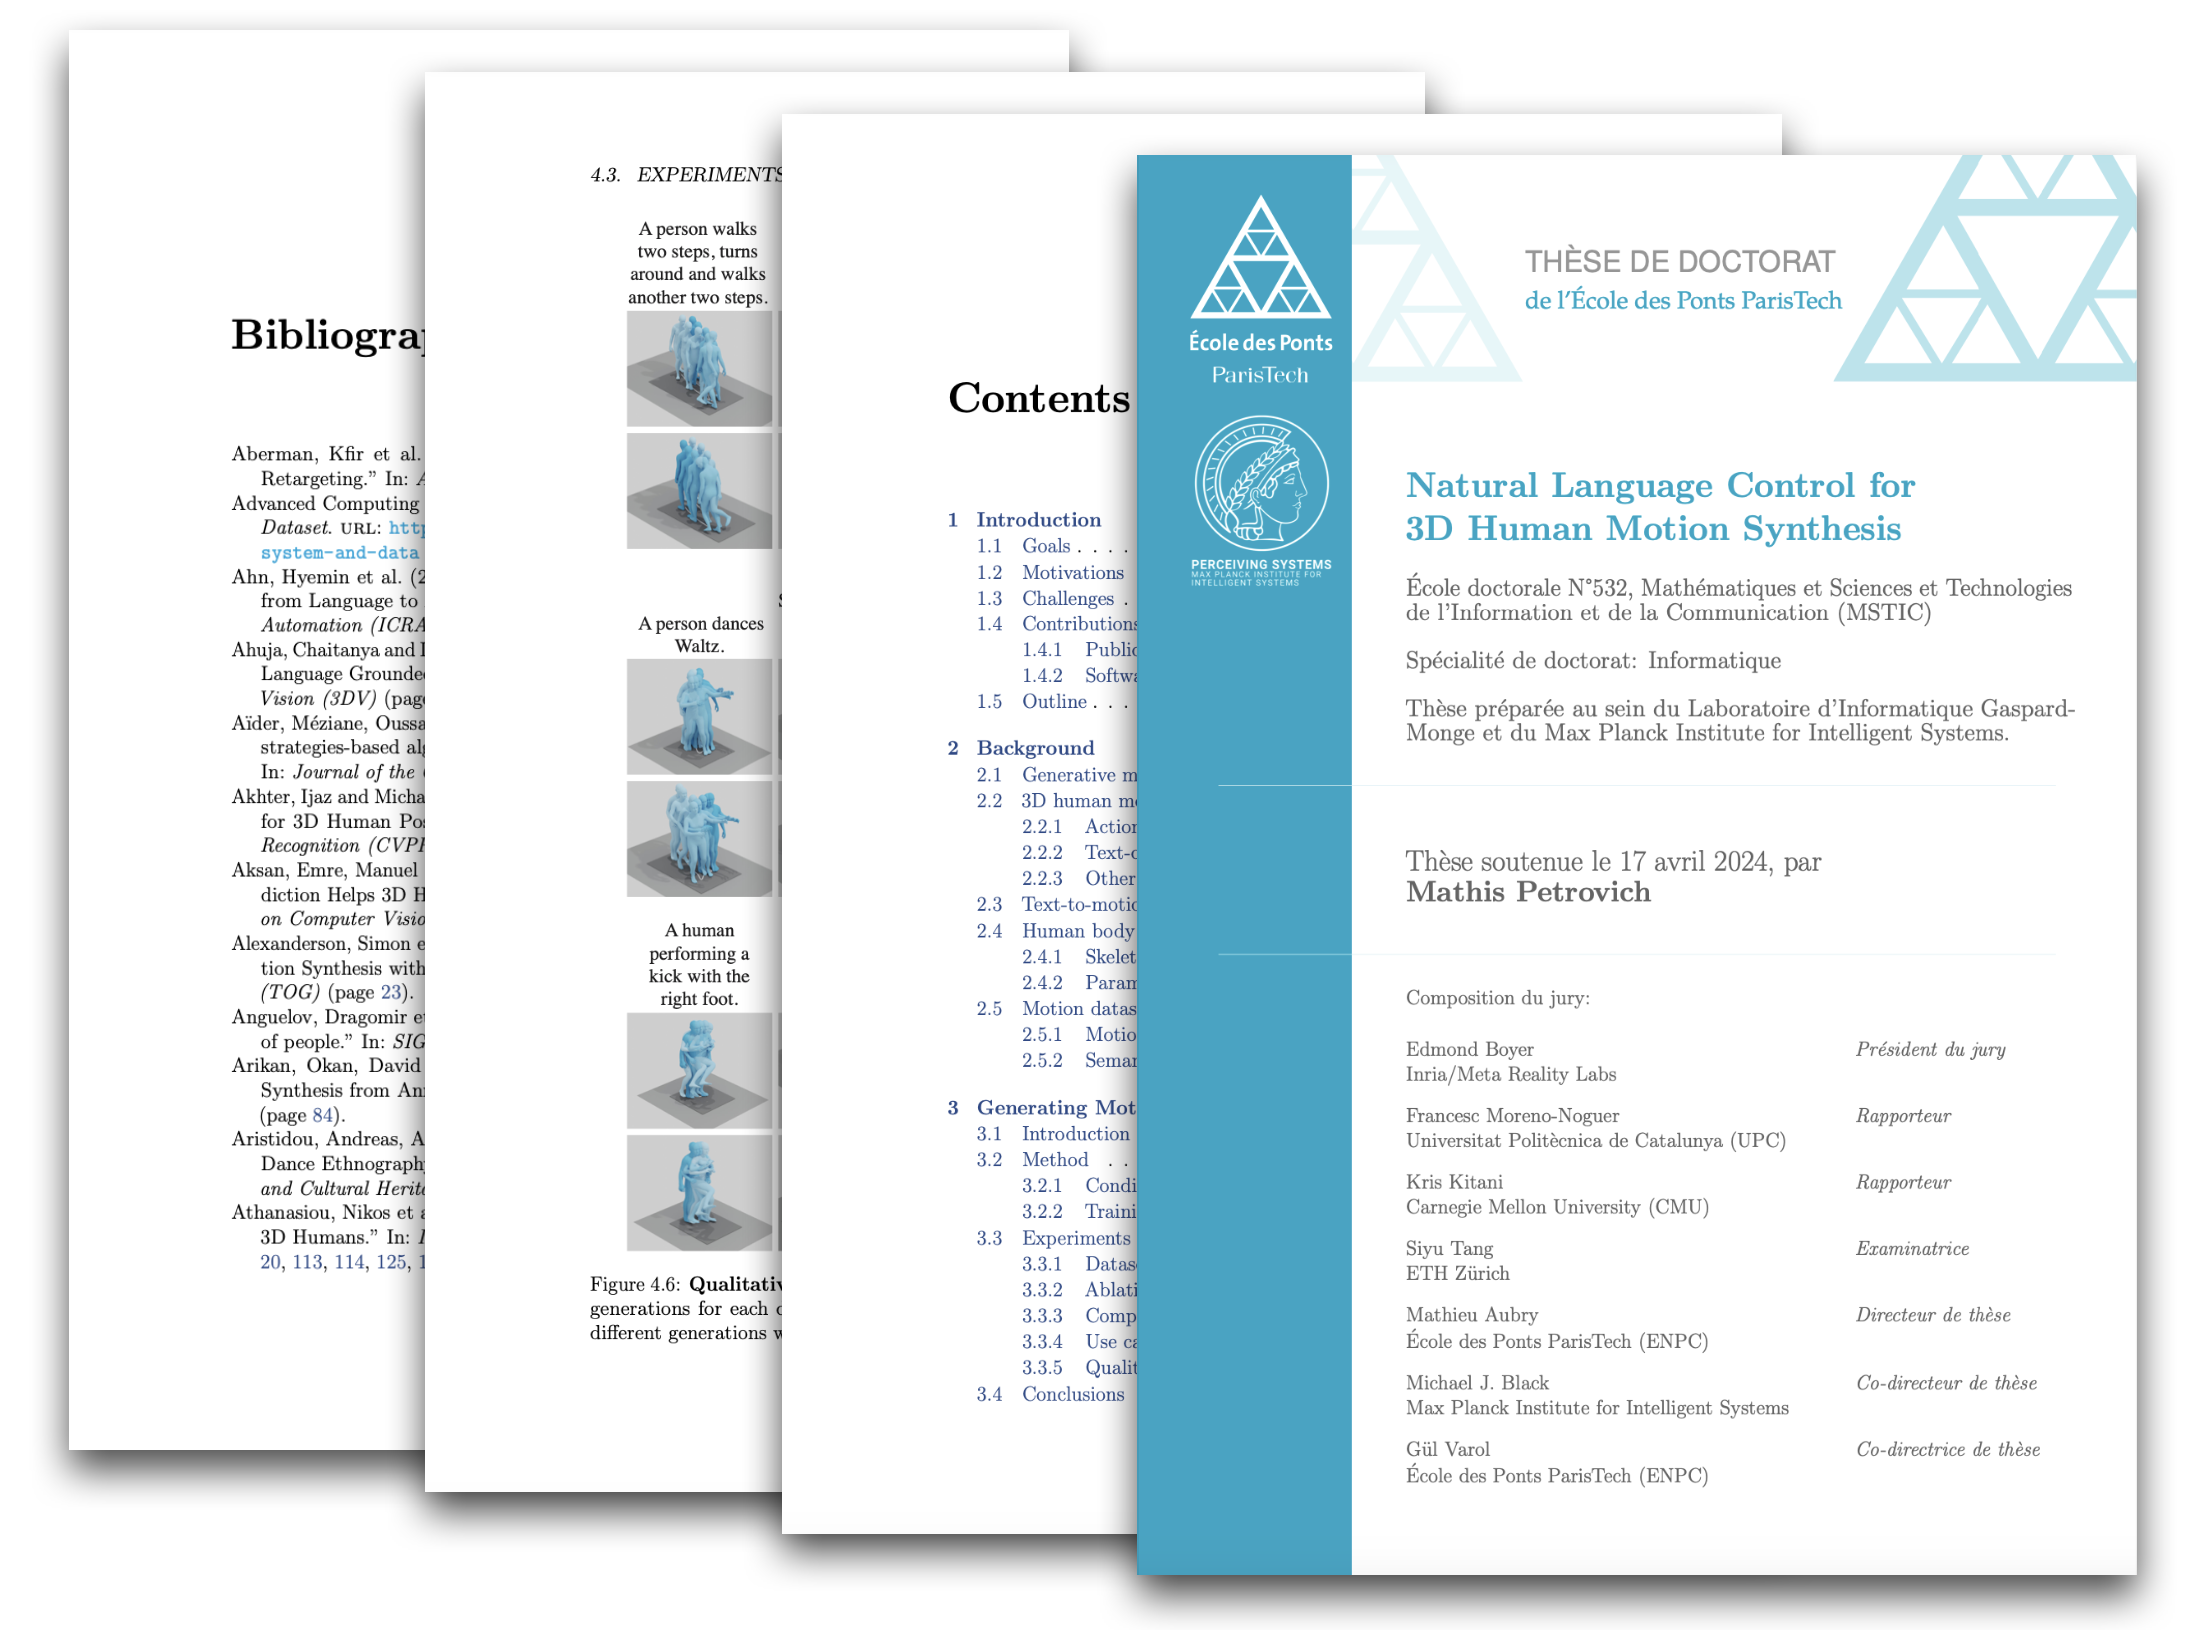 Bibliogra
Aberman, Kfir et al.
Retargeting.” In:
Advanced Computing
Dataset. URL: http
system-and-data
Ahn, Hyemin et al. (2
from Language to
Automation (ICRA
Ahuja, Chaitanya and
Language Grounde
Vision (3DV) (page
Aïder, Méziane, Oussa
strategies-based alg
In: Journal of the
Akhter, Ijaz and Micha
for 3D Human Pos
Recognition (CVPR
Aksan, Emre, Manuel
diction Helps 3D H
on Computer Visio
Alexanderson, Simon e
tion Synthesis with
(TOG) (page 23).
Anguelov, Dragomir et
of people.” In: SIG
Arikan, Okan, David
Synthesis from Ann
(page 84).
Aristidou, Andreas, A
Dance Ethnography
and Cultural Herita
Athanasiou, Nikos et a
3D Humans.” In:
20, 113, 114, 125, 1
4.3. EXPERIMENTS
A person walks
two steps, turns
around and walks
another two steps.
A person dances
Waltz.
A human
performing a
kick with the
right foot.
Figure 4.6: Qualitativ
generations for each
different generations w
Contents
1 Introduction
1.1 Goals . . . .
1.2 Motivations
1.3 Challenges .
1.4 Contributions
1.4.1 Public
1.4.2 Softwa
1.5 Outline . . .
2 Background
2.1 Generative m
2.2 3D human mo
2.2.1 Action
2.2.2 Text-c
2.2.3 Other
2.3 Text-to-motio
2.4 Human body
2.4.1 Skelet
2.4.2 Param
2.5 Motion datas
2.5.1 Motio
2.5.2 Seman
3 Generating Mot
3.1 Introduction
3.2 Method . .
3.2.1 Condi
3.2.2 Traini
3.3 Experiments
3.3.1 Datas
3.3.2 Ablati
3.3.3 Comp
3.3.4 Use ca
3.3.5 Qualit
3.4 Conclusions
École des Ponts
ParisTech
PERCEIVING SYSTEMS
MAX PLANCK INSTITUTE FOR
INTELLIGENT SYSTEMS
THÈSE DE DOCTORAT
de l’École des Ponts ParisTech
Natural Language Control for
3D Human Motion Synthesis
École doctorale N°532, Mathématiques et Sciences et Technologies
de l’Information et de la Communication (MSTIC)
Spécialité de doctorat: Informatique
Thèse préparée au sein du Laboratoire d’Informatique Gaspard-
Monge et du Max Planck Institute for Intelligent Systems.
Thèse soutenue le 17 avril 2024, par
Mathis Petrovich
Composition du jury:
Edmond Boyer Président du jury
Inria/Meta Reality Labs
Francesc Moreno-Noguer Rapporteur
Universitat Politècnica de Catalunya (UPC)
Kris Kitani Rapporteur
Carnegie Mellon University (CMU)
Siyu Tang Examinatrice
ETH Zürich
Mathieu Aubry Directeur de thèse
École des Ponts ParisTech (ENPC)
Michael J. Black Co-directeur de thèse
Max Planck Institute for Intelligent Systems
Gül Varol Co-directrice de thèse
École des Ponts ParisTech (ENPC)